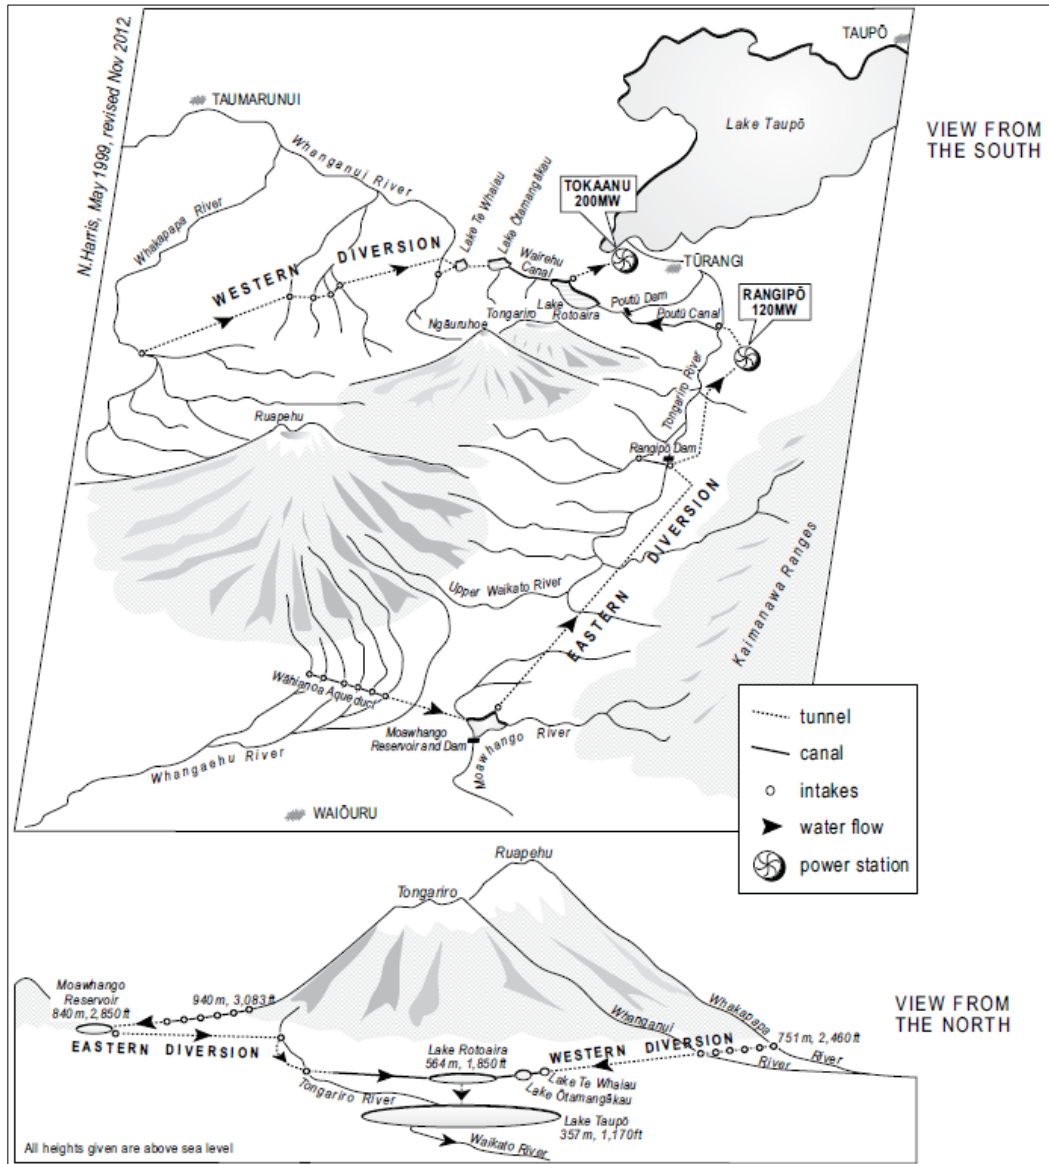 N.Harris, May 1999, revised Nov 2012.
TAUPŌ
TAUMARUNUI
Lake Taupō
VIEW FROM
THE SOUTH
Whanganui River
Whakapapa River
WESTERN DIVERSION
Lake Te Whaiau
Lake Ōtamangākau
TOKAANU
200MW
Wairehu
Canal
TŪRANGI
RANGIPŌ
120MW
Poutū Dam
Poutū Canal
Lake
Rotoaira
Tongariro
Ngāuruhoe
Tongariro River
Ruapehu
Rangipō Dam
EASTERN DIVERSION
Upper Waikato River
Kaimanawa Ranges
Wāhianoa Aqueduct
Moawhango
Reservoir and Dam
Moawhango River
Whangaehu River
WAIŌURU
tunnel
canal
intakes
water flow
power station
Ruapehu
Tongariro
Moawhango
Reservoir
840 m, 2,850 ft
940 m, 3,083 ft
EASTERN DIVERSION
Whanganui
River
Whakapapa
River
751 m, 2,460 ft
VIEW FROM
THE NORTH
WESTERN DIVERSION
Lake Rotoaira
564 m, 1,850 ft
Lake Te Whaiau
Lake Ōtamangākau
Tongariro River
Lake Taupō
357 m, 1,170 ft
Waikato River
All heights given are above sea level